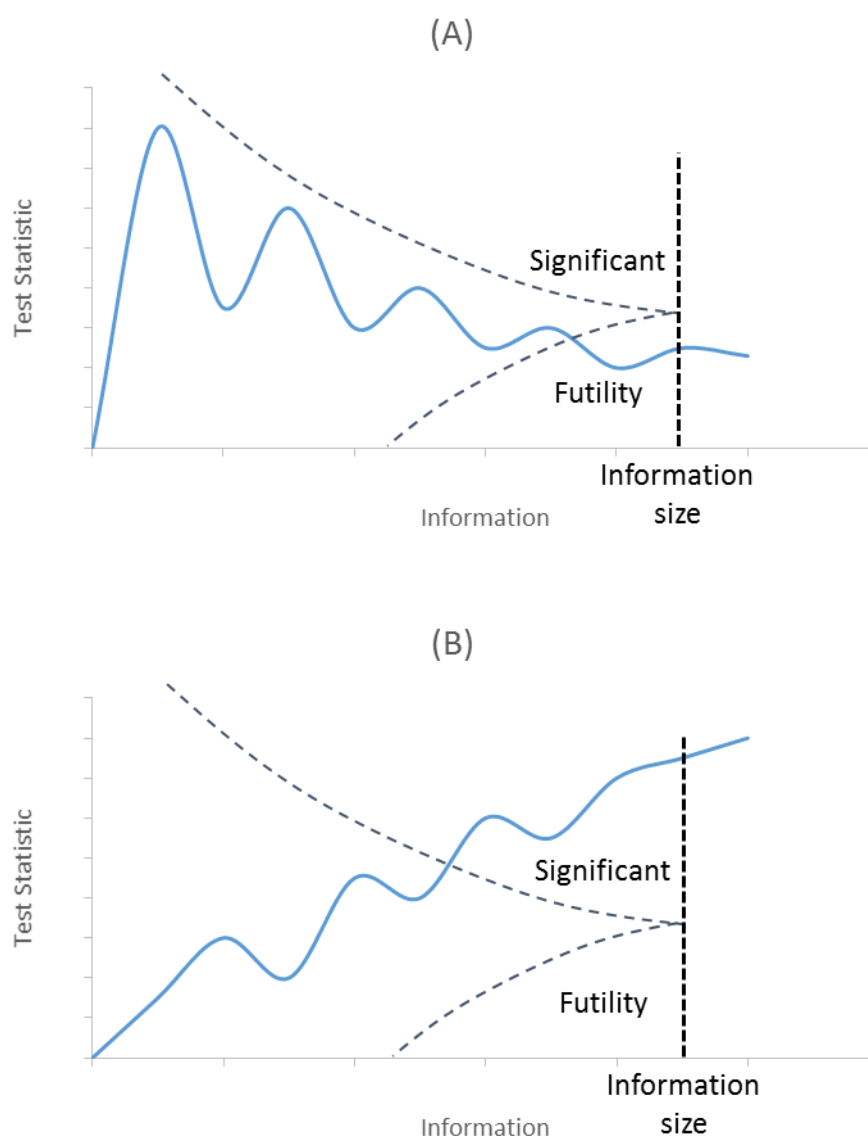 (A)
Test Statistic
Significant
Futility
Information
size
Information
(B)
Test Statistic
Significant
Futility
Information
size
Information